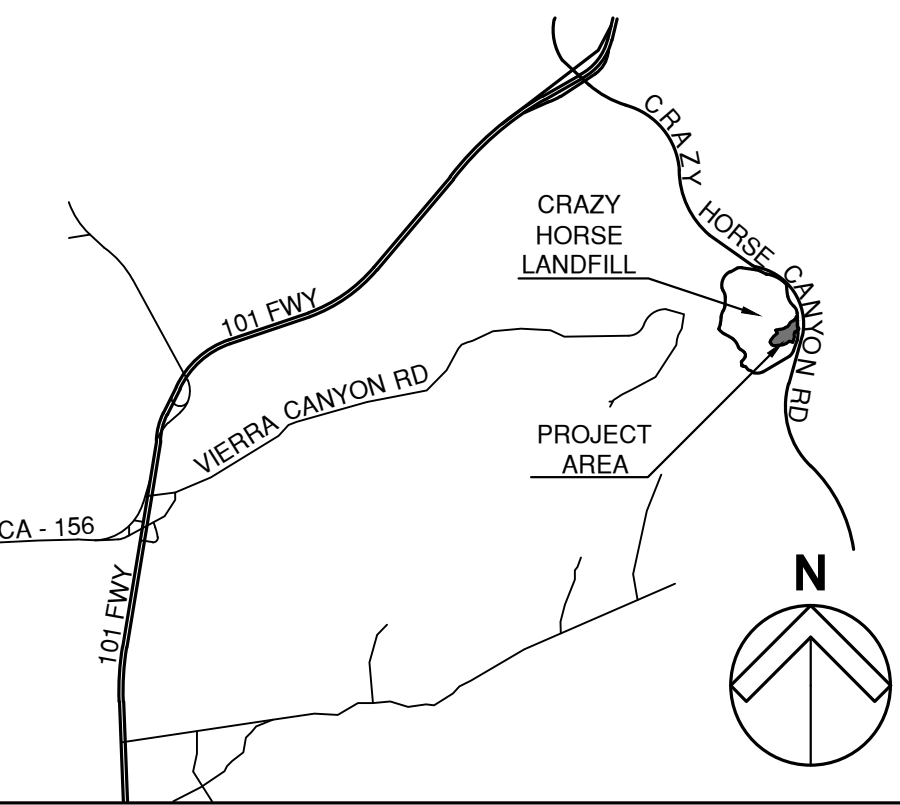 CRAZY HORSE CANYON RD
CRAZY
HORSE
LANDFILL
101 FWY
VIERRA CANYON RD
PROJECT
AREA
CA - 156
101 FWY
N